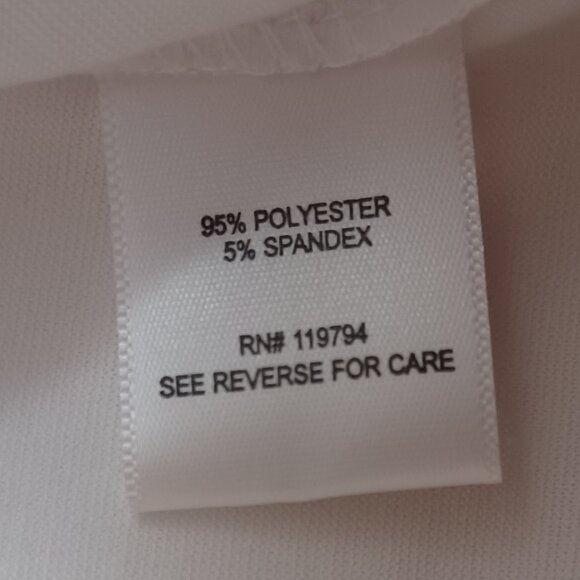 95% POLYESTER
5% SPANDEX
RN# 119794
SEE REVERSE FOR CARE